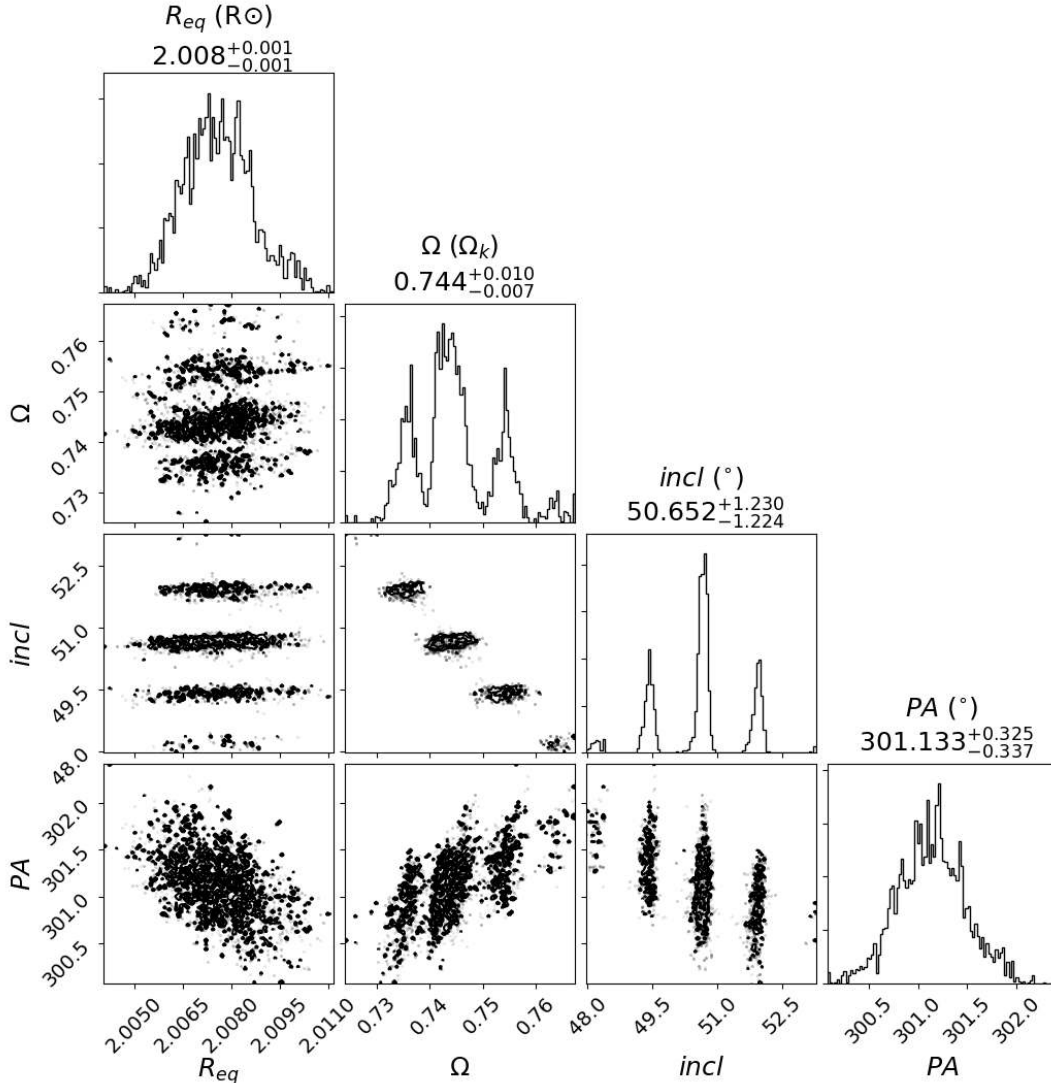 R_eq (R⊙)
2.008^{+0.001}_{−0.001}
Ω (Ω_k)
0.744^{+0.010}_{−0.007}
0.76
0.75
0.74
0.73
Ω
incl (°)
50.652^{+1.230}_{−1.224}
52.5
51.0
49.5
48.0
incl
PA (°)
301.133^{+0.325}_{−0.337}
302.0
301.5
301.0
300.5
PA
2.0050 2.0065 2.0080 2.0095 2.0110
0.73 0.74 0.75 0.76
48.0 49.5 51.0 52.5
300.5 301.0 301.5 302.0
R_eq Ω incl PA